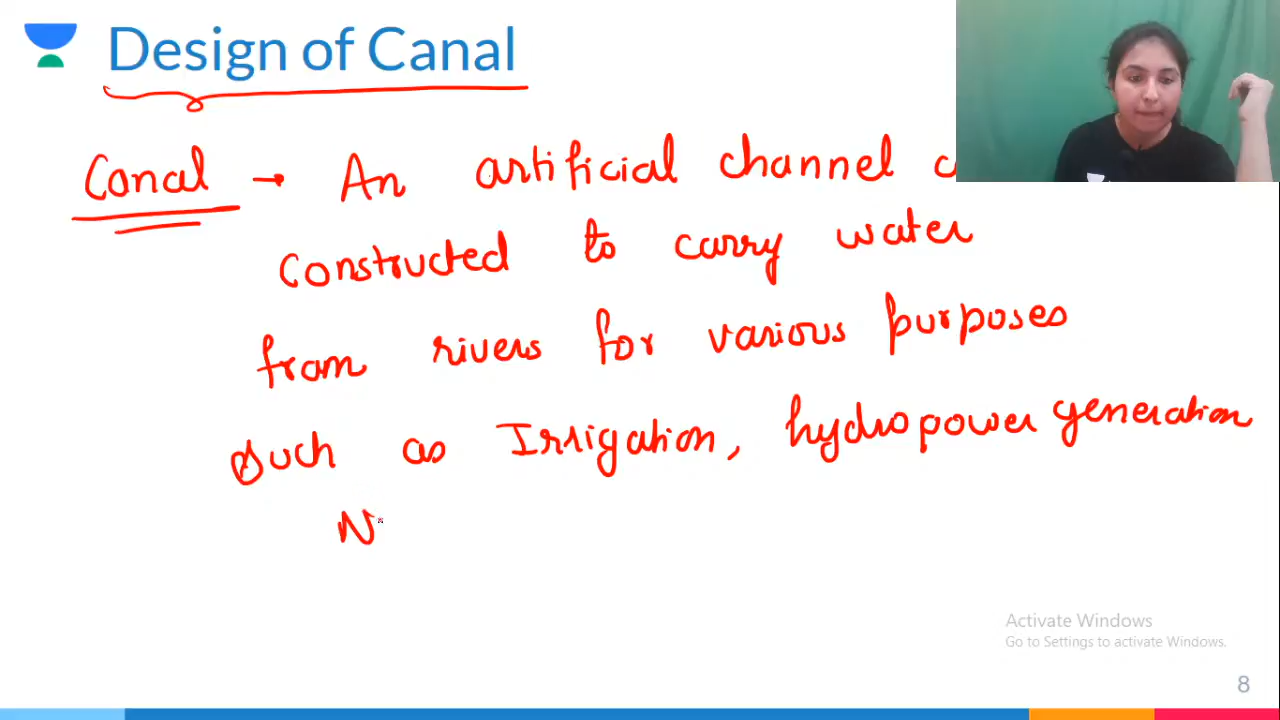 Design of Canal
Canal → An artificial channel c
constructed to carry water
from rivers for various purposes
Such as Irrigation, hydropower generation
N
Activate Windows
Go to Settings to activate Windows.
8